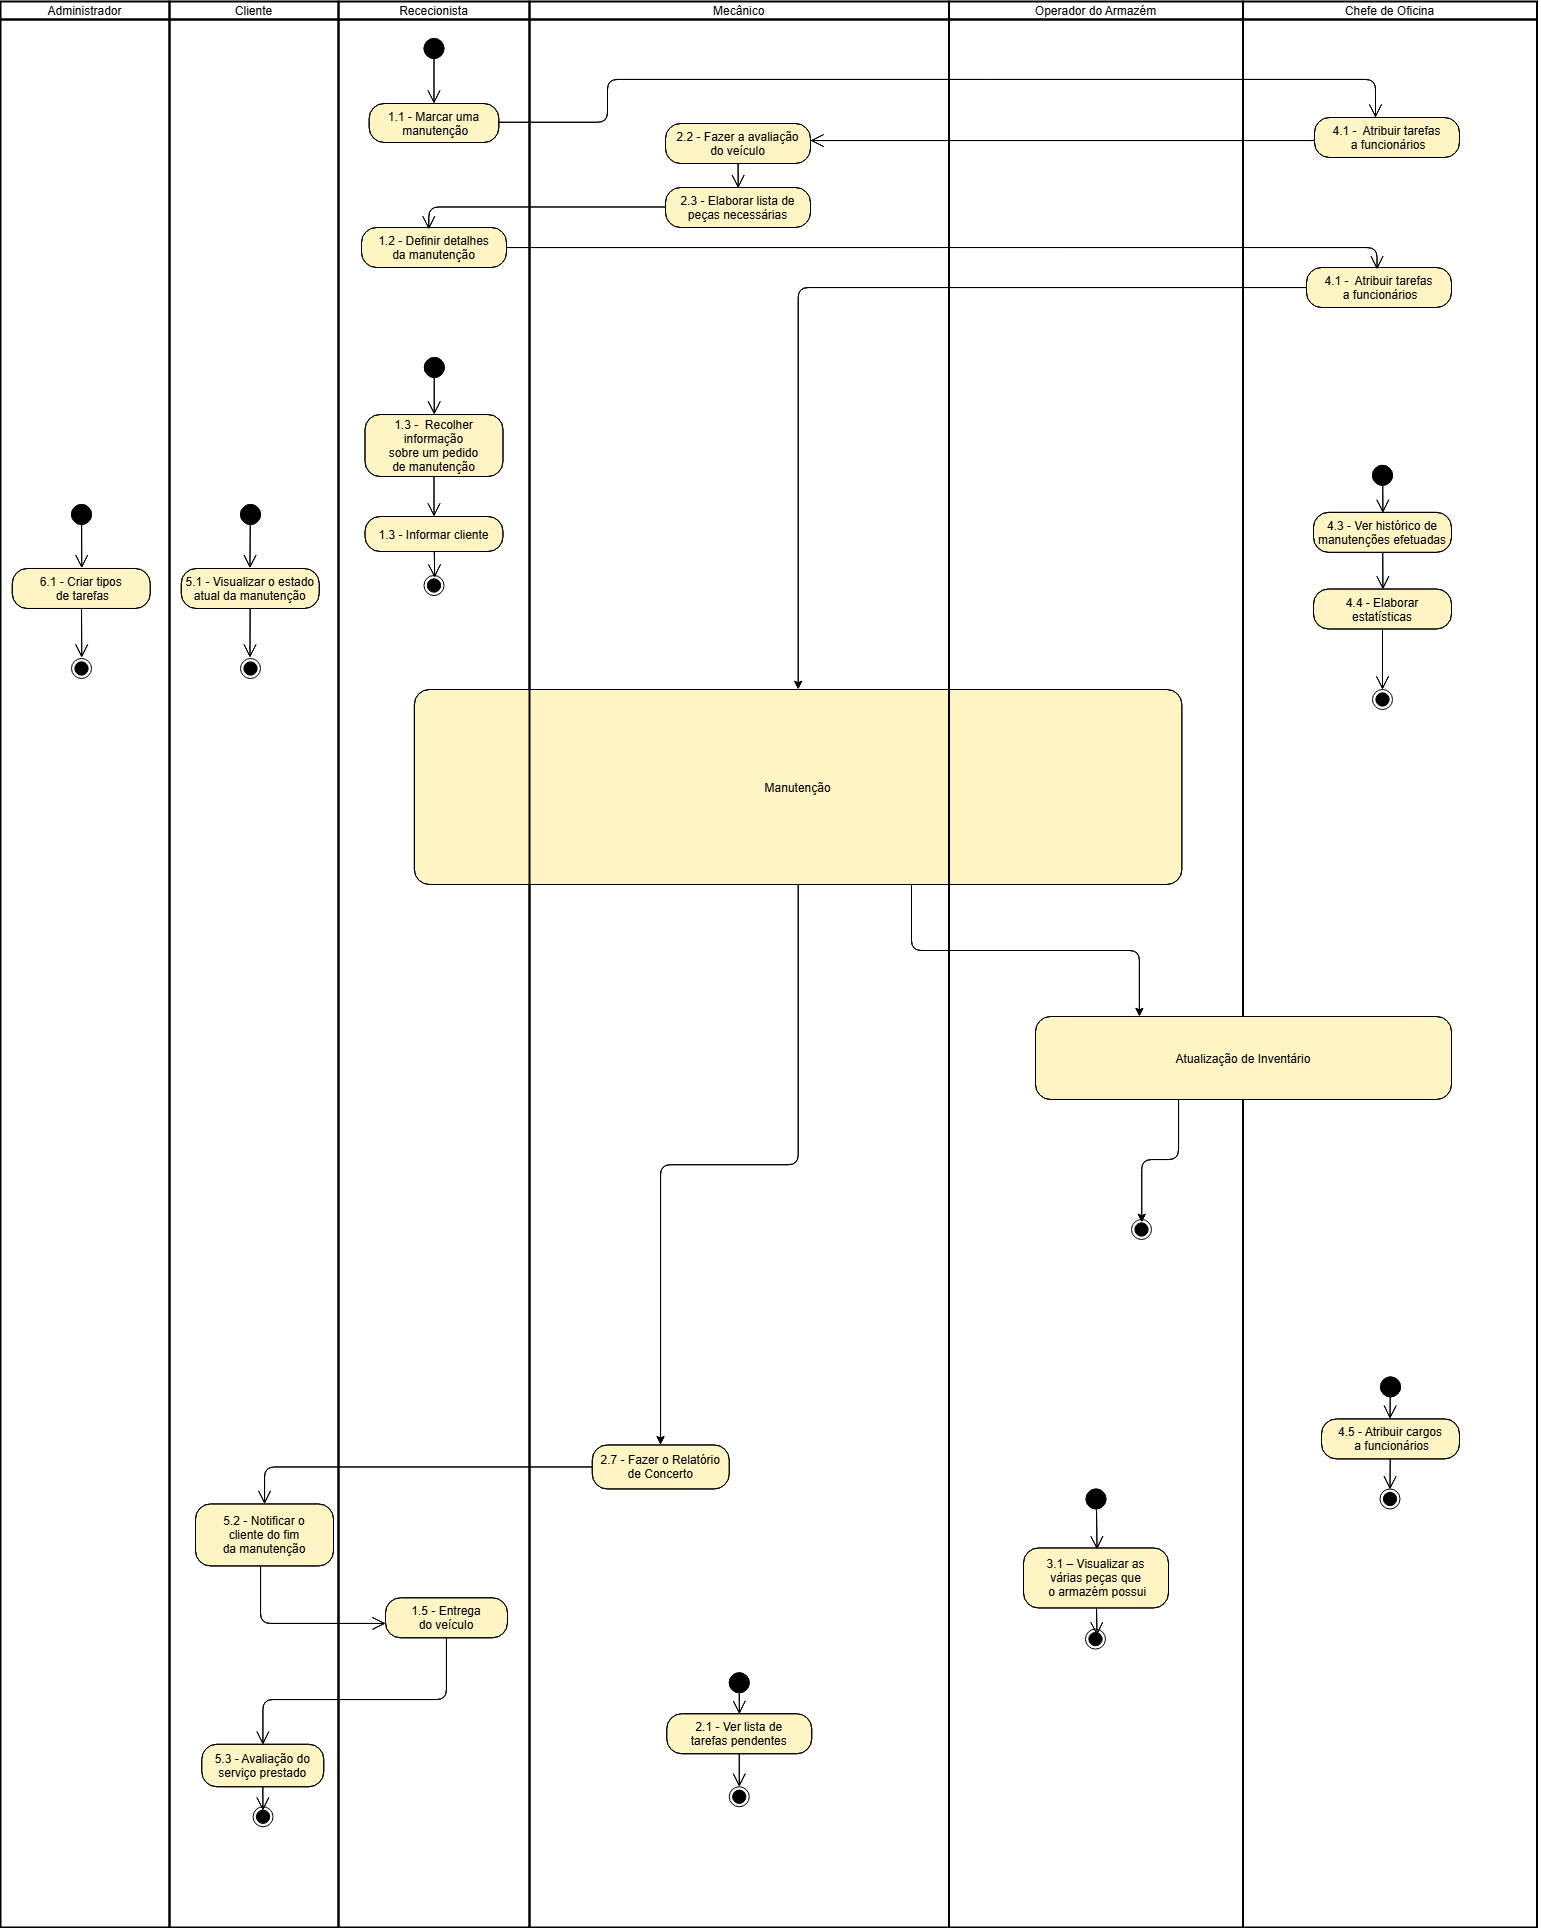 Administrador
Cliente
Rececionista
Mecânico
Operador do Armazém
Chefe de Oficina
1.1 - Marcar uma
manutenção
4.1 -  Atribuir tarefas
a funcionários
2.2 - Fazer a avaliação
do veículo
2.3 - Elaborar lista de
peças necessárias
1.2 - Definir detalhes
da manutenção
4.1 -  Atribuir tarefas
a funcionários
1.3 -  Recolher
informação
sobre um pedido
de manutenção
1.3 - Informar cliente
4.3 - Ver histórico de
manutenções efetuadas
6.1 - Criar tipos
de tarefas
5.1 - Visualizar o estado
atual da manutenção
4.4 - Elaborar
estatísticas
Manutenção
Atualização de Inventário
4.5 - Atribuir cargos
a funcionários
2.7 - Fazer o Relatório
de Concerto
5.2 - Notificar o
cliente do fim
da manutenção
3.1 – Visualizar as
várias peças que
o armazém possui
1.5 - Entrega
do veículo
2.1 - Ver lista de
tarefas pendentes
5.3 - Avaliação do
serviço prestado